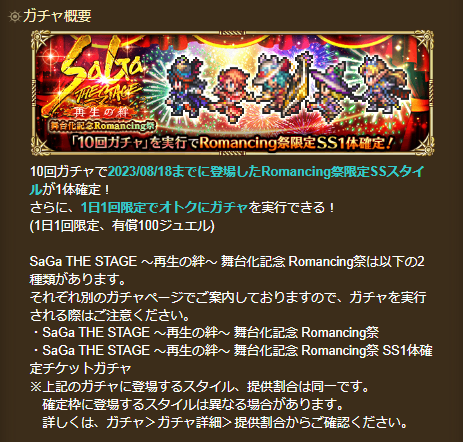 ガチャ概要
SaGa
THE STAGE
再生の絆
舞台化記念Romancing祭
「10回ガチャ」を実行でRomancing祭限定SS1体確定!
10回ガチャで2023/08/18までに登場したRomancing祭限定SSスタイ
ルが1体確定!
さらに、1日1回限定でオトクにガチャを実行できる!
(1日1回限定、有償100ジュエル)
SaGa THE STAGE ～再生の絆～ 舞台化記念 Romancing祭は以下の2
種類があります。
それぞれ別のガチャページでご案内しておりますので、ガチャを実行
される際はご注意ください。
・SaGa THE STAGE ～再生の絆～ 舞台化記念 Romancing祭
・SaGa THE STAGE ～再生の絆～ 舞台化記念 Romancing祭 SS1体確
定チケットガチャ
※上記のガチャに登場するスタイル、提供割合は同一です。
確定枠に登場するスタイルは異なる場合があります。
詳しくは、ガチャ＞ガチャ詳細＞提供割合からご確認ください。